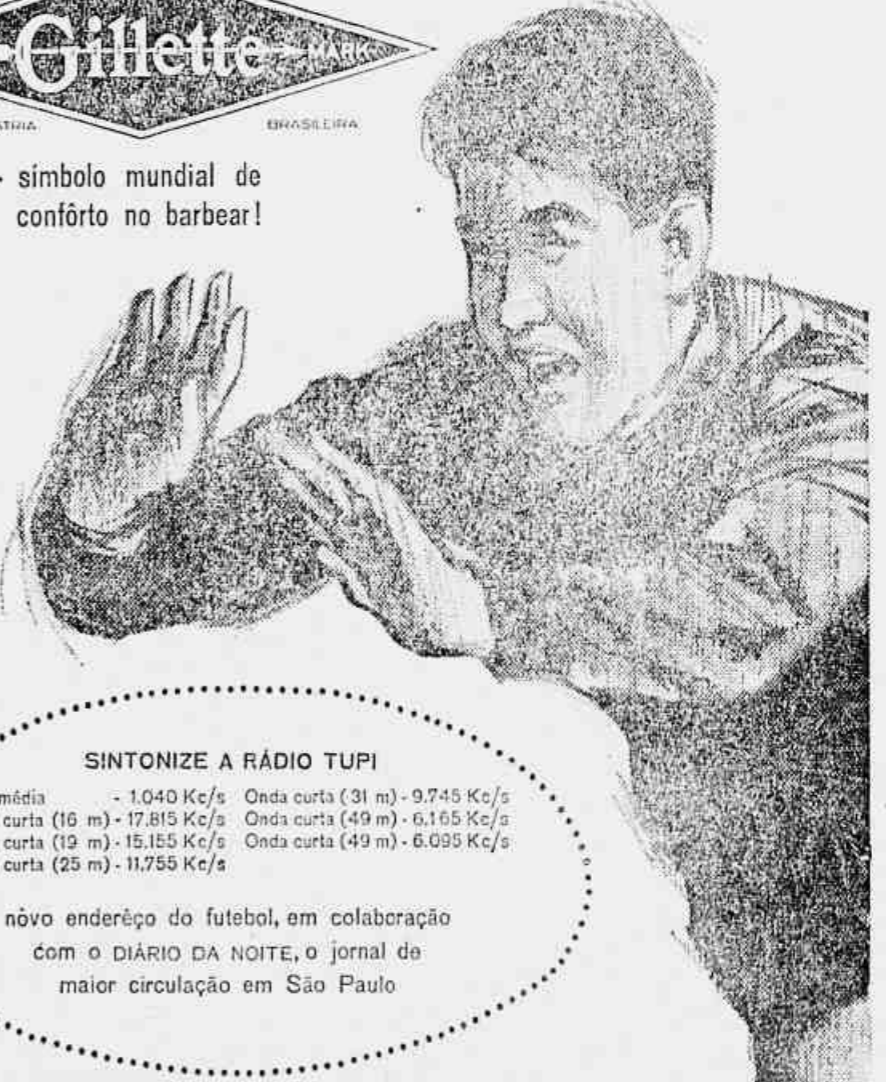 Gillette
MARK
BRASILEIRA
símbolo mundial de
confôrto no barbear!
SINTONIZE A RÁDIO TUPI
média - 1.040 Kc/s Onda curta (31 m) - 9.745 Kc/s
curta (16 m) - 17.815 Kc/s Onda curta (49 m) - 6.165 Kc/s
curta (19 m) - 15.155 Kc/s Onda curta (49 m) - 6.095 Kc/s
curta (25 m) - 11.755 Kc/s
nôvo enderêço do futebol, em colaboração
com o DIÁRIO DA NOITE, o jornal de
maior circulação em São Paulo